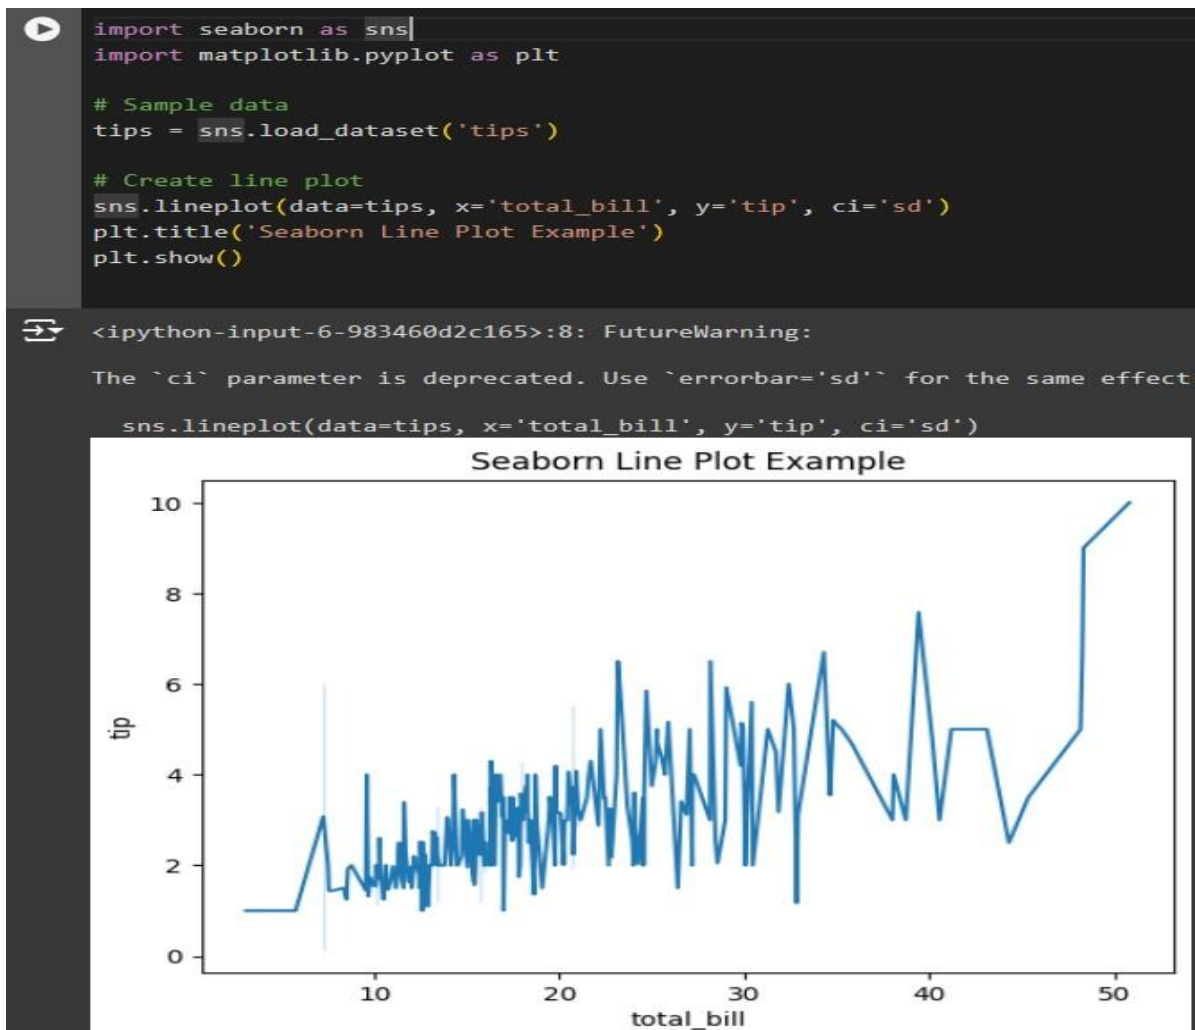 import seaborn as sns
import matplotlib.pyplot as plt
# Sample data
tips = sns.load_dataset('tips')
# Create line plot
sns.lineplot(data=tips, x='total_bill', y='tip', ci='sd')
plt.title('Seaborn Line Plot Example')
plt.show()
<ipython-input-6-983460d2c165>:8: FutureWarning:
The `ci` parameter is deprecated. Use `errorbar='sd'` for the same effect
sns.lineplot(data=tips, x='total_bill', y='tip', ci='sd')
Seaborn Line Plot Example
10
8
6
tip
4
2
0
10 20 30 40 50
total_bill